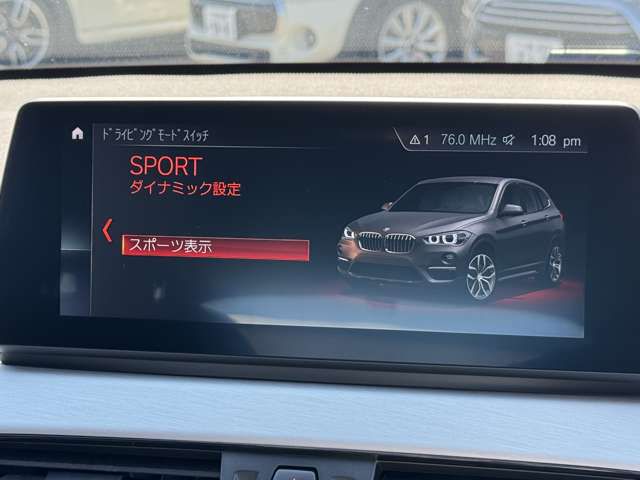 ﾄﾞﾗｲﾋﾞﾝｸﾞﾓｰﾄﾞｽｲｯﾁ
1 76.0 MHz 1:08 pm
SPORT
ダイナミック設定
スポーツ表示